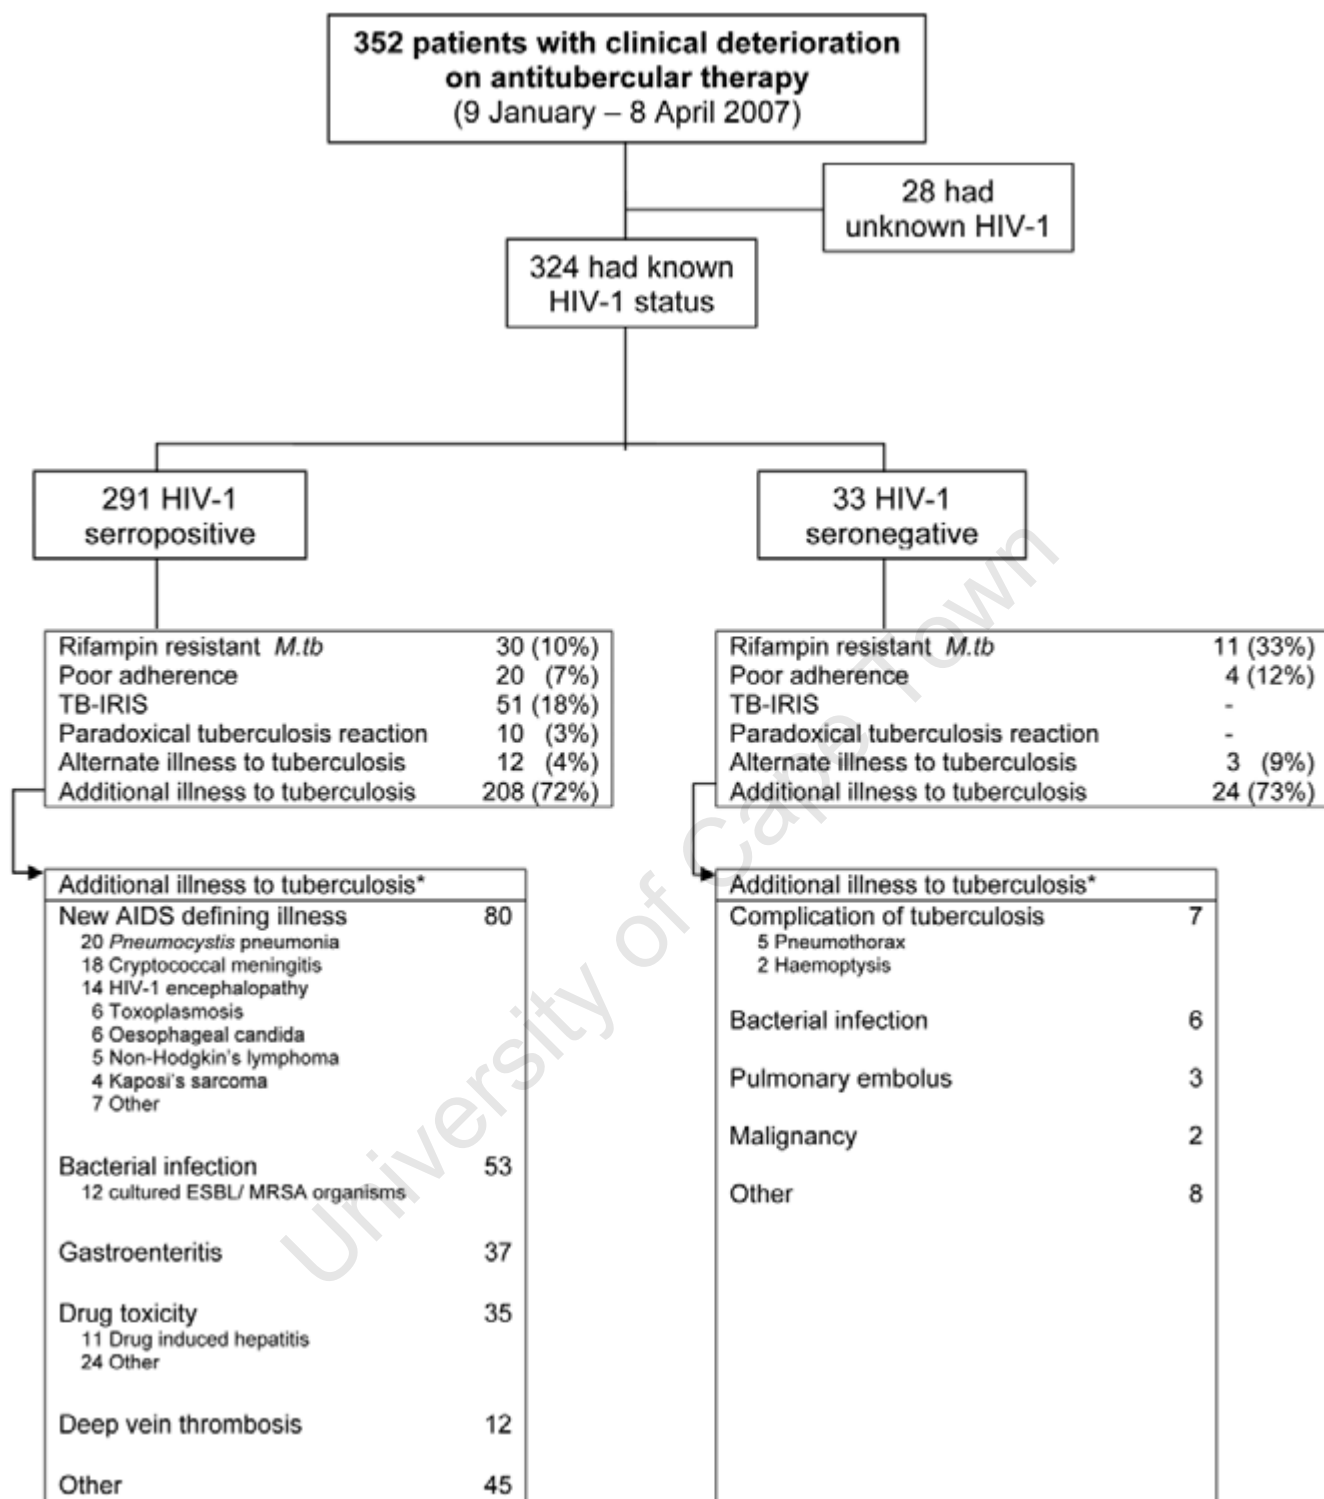 352 patients with clinical deterioration
on antitubercular therapy
(9 January – 8 April 2007)
28 had
unknown HIV-1
324 had known
HIV-1 status
291 HIV-1
serropositive
33 HIV-1
seronegative
Rifampin resistant M.tb 30 (10%)
Poor adherence 20 (7%)
TB-IRIS 51 (18%)
Paradoxical tuberculosis reaction 10 (3%)
Alternate illness to tuberculosis 12 (4%)
Additional illness to tuberculosis 208 (72%)
Rifampin resistant M.tb 11 (33%)
Poor adherence 4 (12%)
TB-IRIS -
Paradoxical tuberculosis reaction -
Alternate illness to tuberculosis 3 (9%)
Additional illness to tuberculosis 24 (73%)
Additional illness to tuberculosis*
New AIDS defining illness 80
20 Pneumocystis pneumonia
18 Cryptococcal meningitis
14 HIV-1 encephalopathy
6 Toxoplasmosis
6 Oesophageal candida
5 Non-Hodgkin's lymphoma
4 Kaposi's sarcoma
7 Other
Bacterial infection 53
12 cultured ESBL/ MRSA organisms
Gastroenteritis 37
Drug toxicity 35
11 Drug induced hepatitis
24 Other
Deep vein thrombosis 12
Other 45
Additional illness to tuberculosis*
Complication of tuberculosis 7
5 Pneumothorax
2 Haemoptysis
Bacterial infection 6
Pulmonary embolus 3
Malignancy 2
Other 8
University of Cape Town